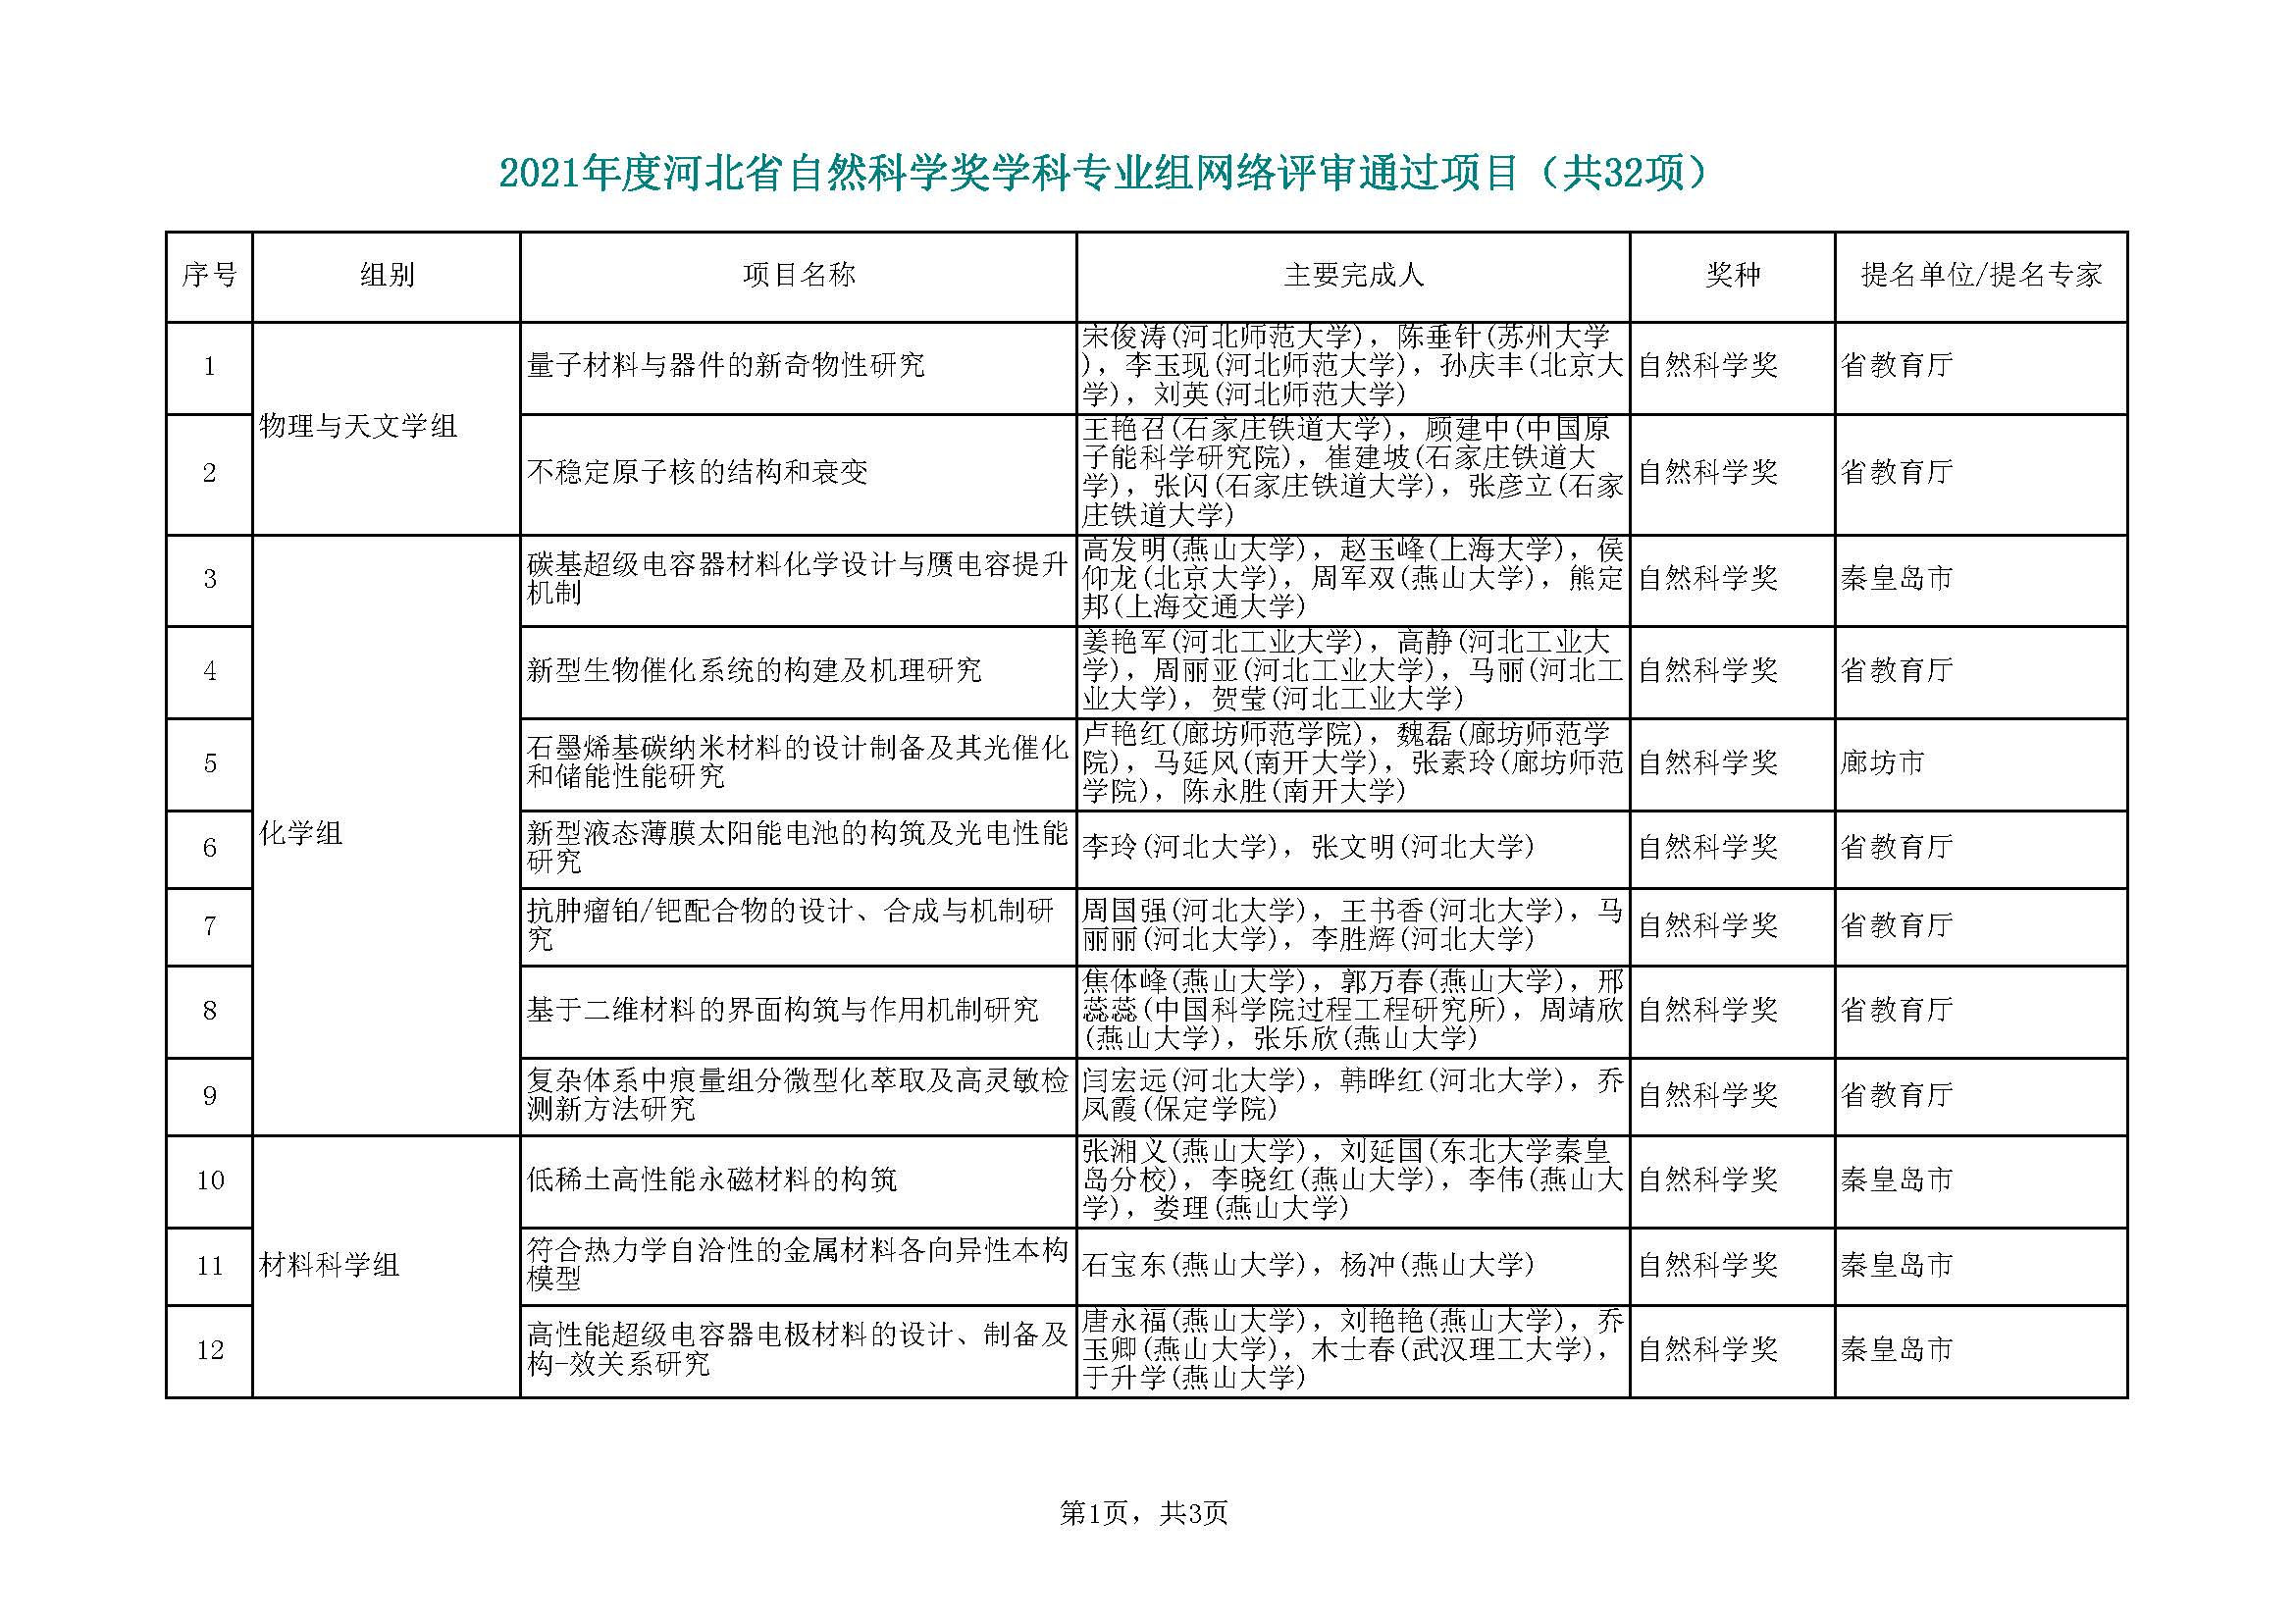 2021年度河北省自然科学奖学科专业组网络评审通过项目（共32项）
序号 组别 项目名称 主要完成人 奖种 提名单位/提名专家
1
物理与天文学组
量子材料与器件的新奇物性研究
宋俊涛(河北师范大学)，陈垂针(苏州大学
)，李玉现(河北师范大学)，孙庆丰(北京大
学)，刘英(河北师范大学)
自然科学奖
省教育厅
2
不稳定原子核的结构和衰变
王艳召(石家庄铁道大学)，顾建中(中国原
子能科学研究院)，崔建坡(石家庄铁道大
学)，张闪(石家庄铁道大学)，张彦立(石家
庄铁道大学)
自然科学奖
省教育厅
3
化学组
碳基超级电容器材料化学设计与赝电容提升
机制
高发明(燕山大学)，赵玉峰(上海大学)，侯
仰龙(北京大学)，周军双(燕山大学)，熊定
邦(上海交通大学)
自然科学奖
秦皇岛市
4
新型生物催化系统的构建及机理研究
姜艳军(河北工业大学)，高静(河北工业大
学)，周丽亚(河北工业大学)，马丽(河北工
业大学)，贺莹(河北工业大学)
自然科学奖
省教育厅
5
石墨烯基碳纳米材料的设计制备及其光催化
和储能性能研究
卢艳红(廊坊师范学院)，魏磊(廊坊师范学
院)，马延风(南开大学)，张素玲(廊坊师范
学院)，陈永胜(南开大学)
自然科学奖
廊坊市
6
新型液态薄膜太阳能电池的构筑及光电性能
研究
李玲(河北大学)，张文明(河北大学)
自然科学奖
省教育厅
7
抗肿瘤铂/钯配合物的设计、合成与机制研
究
周国强(河北大学)，王书香(河北大学)，马
丽丽(河北大学)，李胜辉(河北大学)
自然科学奖
省教育厅
8
基于二维材料的界面构筑与作用机制研究
焦体峰(燕山大学)，郭万春(燕山大学)，邢
蕊蕊(中国科学院过程工程研究所)，周靖欣
(燕山大学)，张乐欣(燕山大学)
自然科学奖
省教育厅
9
复杂体系中痕量组分微型化萃取及高灵敏检
测新方法研究
闫宏远(河北大学)，韩晔红(河北大学)，乔
凤霞(保定学院)
自然科学奖
省教育厅
10
材料科学组
低稀土高性能永磁材料的构筑
张湘义(燕山大学)，刘延国(东北大学秦皇
岛分校)，李晓红(燕山大学)，李伟(燕山大
学)，娄理(燕山大学)
自然科学奖
秦皇岛市
11
符合热力学自洽性的金属材料各向异性本构
模型
石宝东(燕山大学)，杨冲(燕山大学)
自然科学奖
秦皇岛市
12
高性能超级电容器电极材料的设计、制备及
构-效关系研究
唐永福(燕山大学)，刘艳艳(燕山大学)，乔
玉卿(燕山大学)，木士春(武汉理工大学)，
于升学(燕山大学)
自然科学奖
秦皇岛市
第1页，共3页